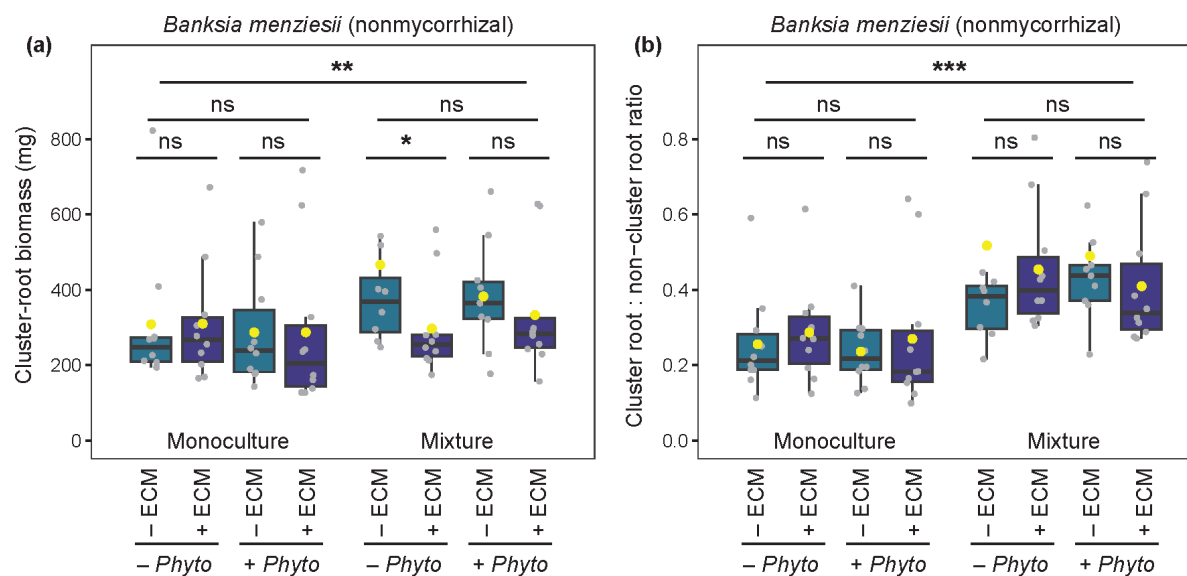 Banksia menziesii (nonmycorrhizal)
(a)
**
ns ns
ns ns * ns
Cluster-root biomass (mg)
800
600
400
200
0
Monoculture Mixture
– ECM + ECM – ECM + ECM – ECM + ECM – ECM + ECM
– Phyto + Phyto – Phyto + Phyto
Banksia menziesii (nonmycorrhizal)
(b)
***
ns ns
ns ns ns ns
Cluster root : non−cluster root ratio
0.8
0.6
0.4
0.2
0.0
Monoculture Mixture
– ECM + ECM – ECM + ECM – ECM + ECM – ECM + ECM
– Phyto + Phyto – Phyto + Phyto